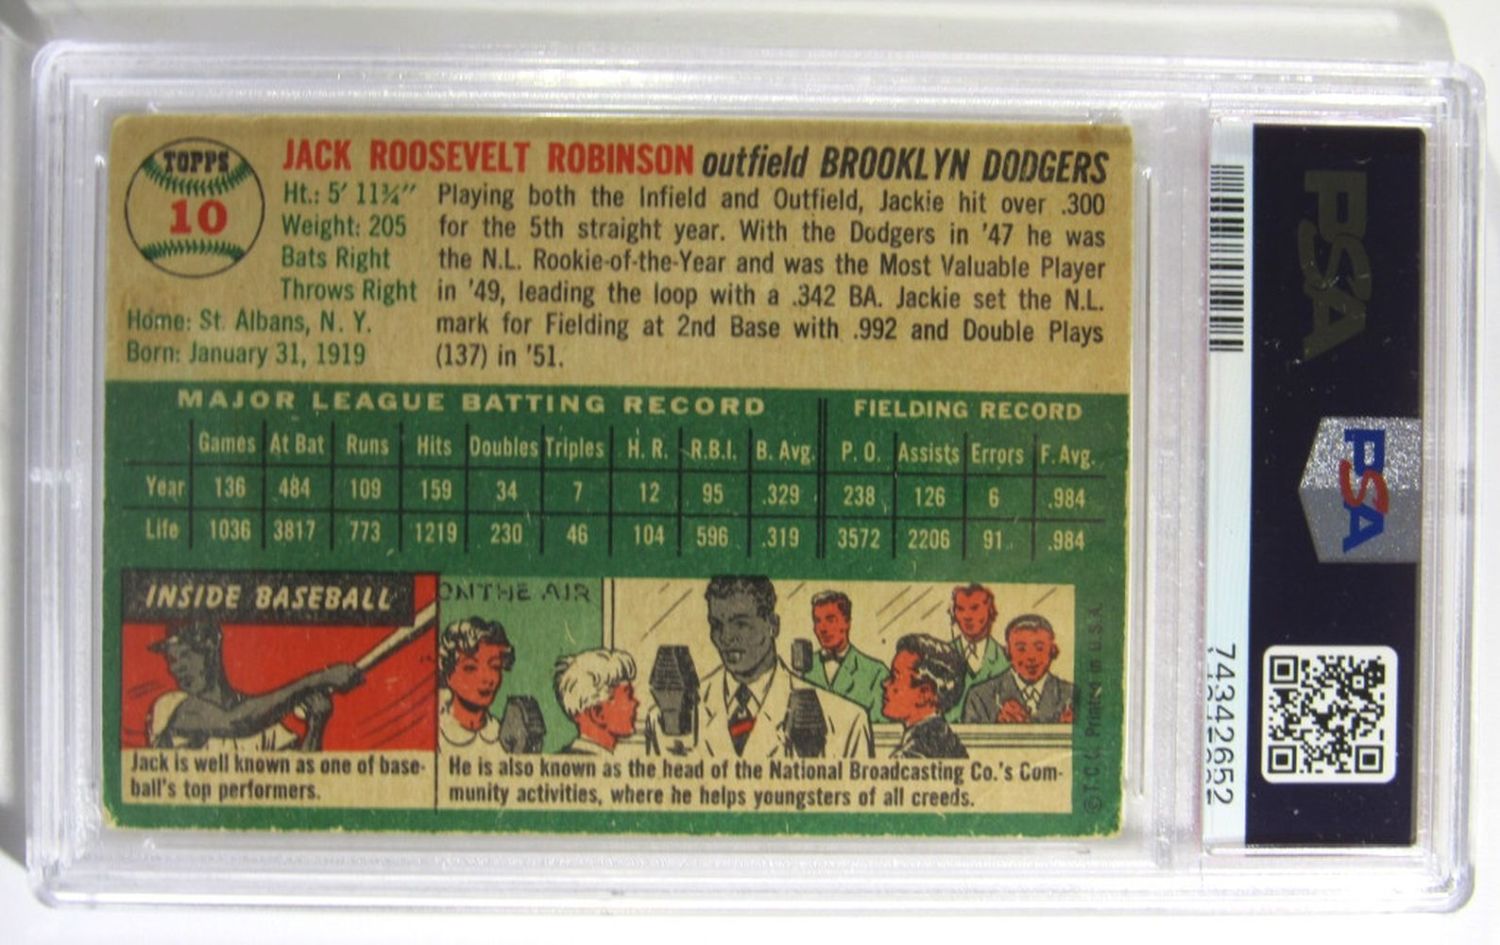 TOPPS
10
JACK ROOSEVELT ROBINSON outfield BROOKLYN DODGERS
Ht.: 5′ 11¾″
Weight: 205
Bats Right
Throws Right
Home: St. Albans, N. Y.
Born: January 31, 1919
Playing both the Infield and Outfield, Jackie hit over .300
for the 5th straight year. With the Dodgers in '47 he was
the N.L. Rookie-of-the-Year and was the Most Valuable Player
in '49, leading the loop with a .342 BA. Jackie set the N.L.
mark for Fielding at 2nd Base with .992 and Double Plays
(137) in '51.
MAJOR LEAGUE BATTING RECORD FIELDING RECORD
Games At Bat Runs Hits Doubles Triples H. R. R.B.I. B. Avg. P. O. Assists Errors F. Avg.
Year 136 484 109 159 34 7 12 95 .329 238 126 6 .984
Life 1036 3817 773 1219 230 46 104 596 .319 3572 2206 91 .984
INSIDE BASEBALL
ON THE AIR
Jack is well known as one of base-
ball's top performers.
He is also known as the head of the National Broadcasting Co.'s Com-
munity activities, where he helps youngsters of all creeds.
© T.C.G. Printed in U.S.A.
PSA
PSA
74342652